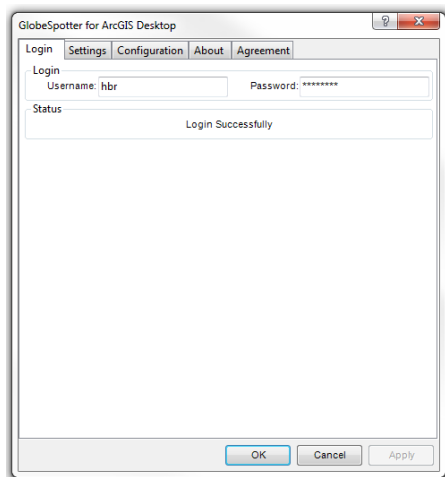 GlobeSpotter for ArcGIS Desktop
Login Settings Configuration About Agreement
Login
Username: hbr Password: ********
Status
Login Successfully
OK Cancel Apply